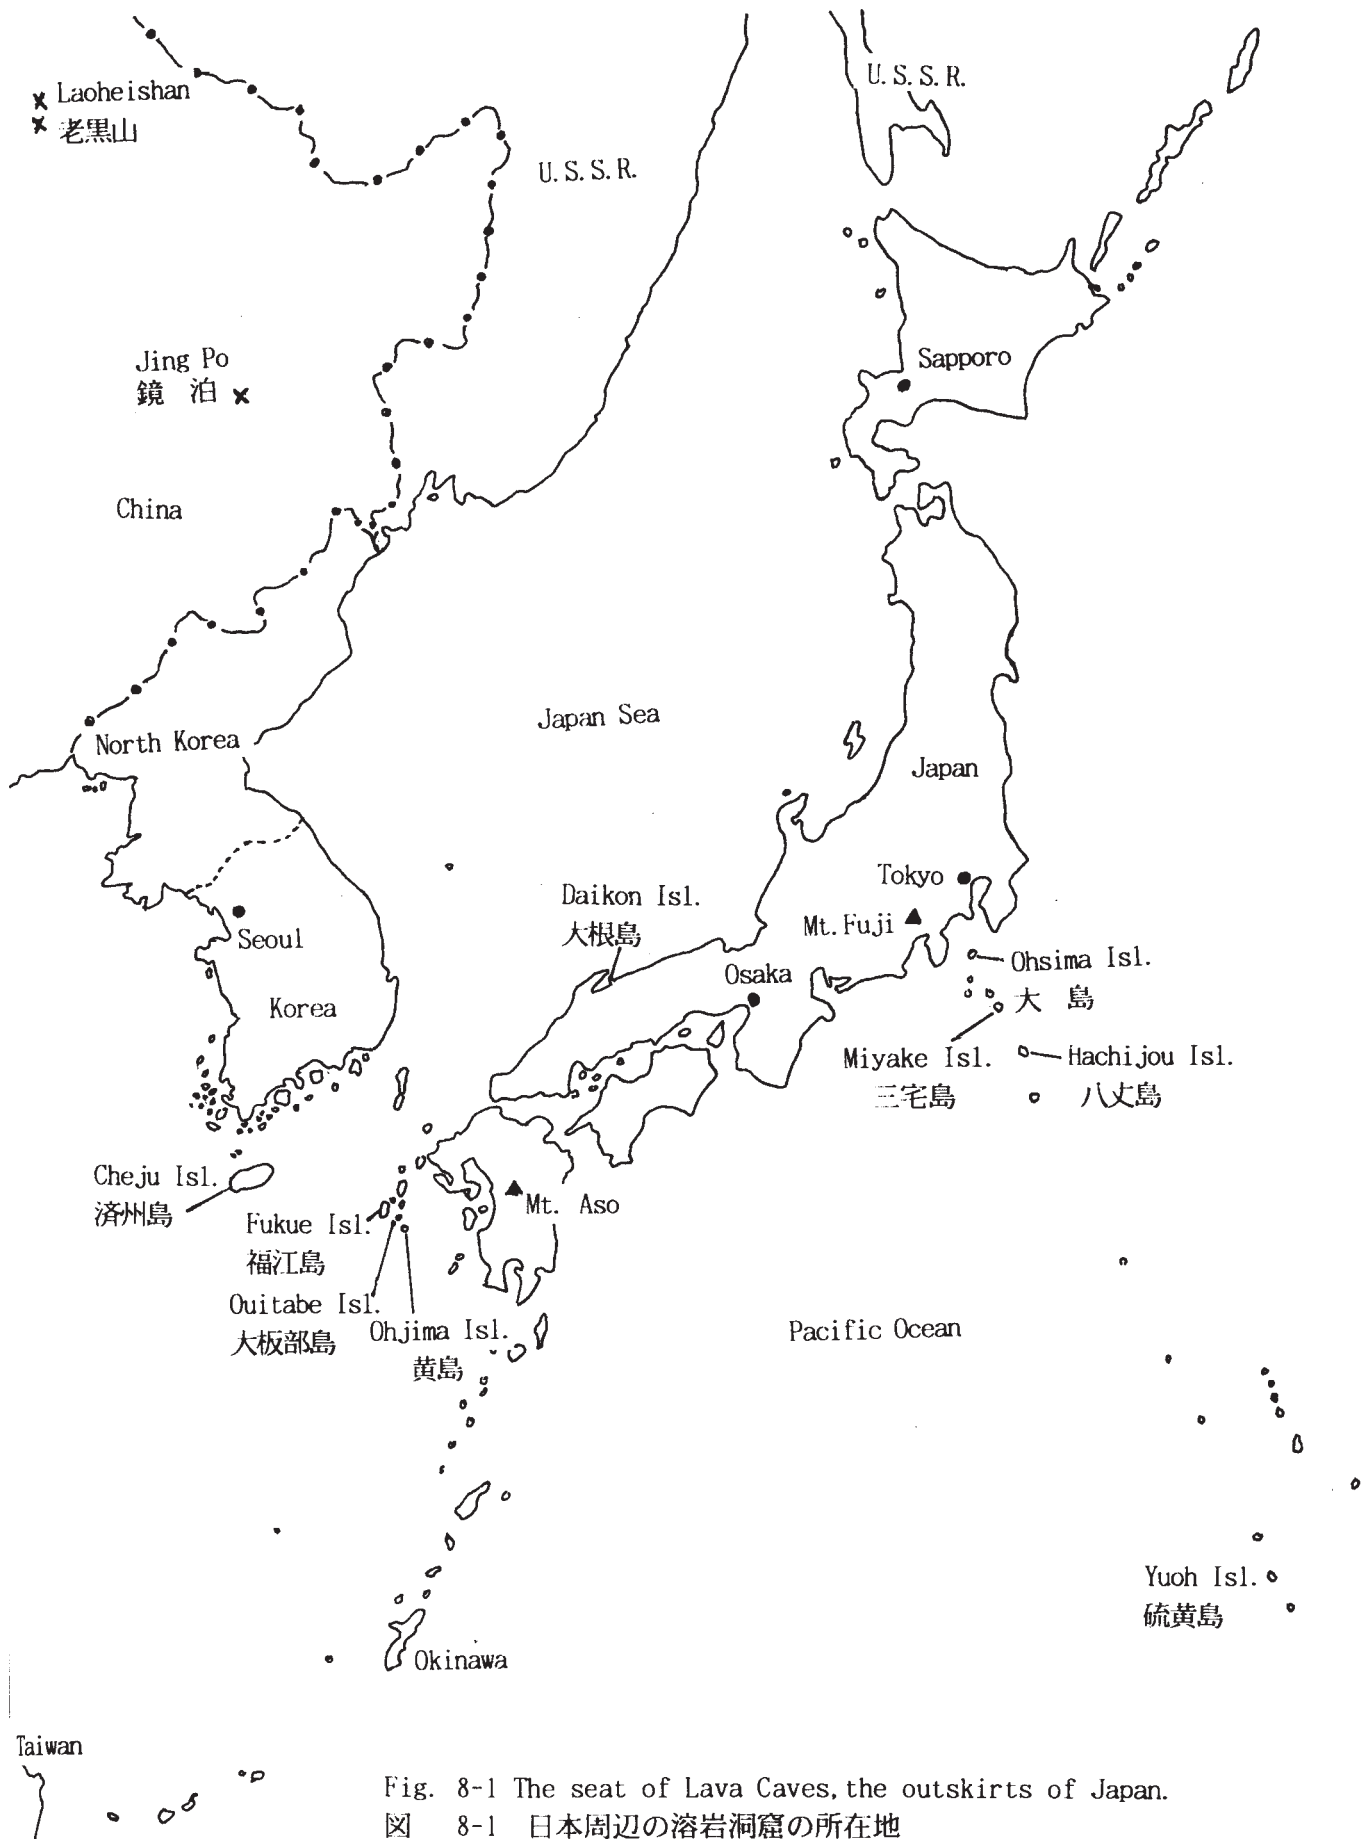 U.S.S.R.
Laoheishan
老黒山
U.S.S.R.
Jing Po
鏡 泊
Sapporo
China
Japan Sea
North Korea
Japan
Tokyo
Daikon Isl.
大根島
Mt.Fuji
Seoul
Ohsima Isl.
大 島
Osaka
Korea
Miyake Isl.
三宅島
Hachijou Isl.
八丈島
Cheju Isl.
済州島
Mt. Aso
Fukue Isl.
福江島
Ouitabe Isl.
大板部島
Ohjima Isl.
黄島
Pacific Ocean
Yuoh Isl.
硫黄島
Okinawa
Taiwan
Fig. 8-1 The seat of Lava Caves, the outskirts of Japan.
図 8-1 日本周辺の溶岩洞窟の所在地